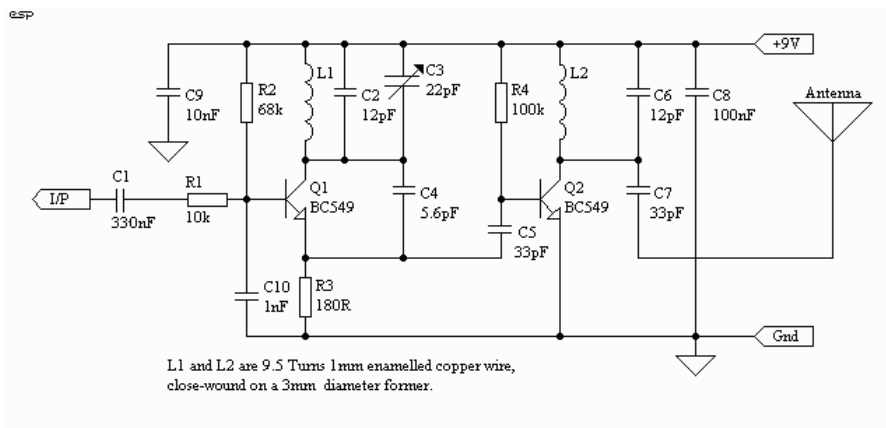 esp
+9V
C9
10nF
R2
68k
L1
C2
12pF
C3
22pF
R4
100k
L2
C6
12pF
C8
100nF
Antenna
I/P
C1
330nF
R1
10k
Q1
BC549
C4
5.6pF
Q2
BC549
C7
33pF
C5
33pF
C10
1nF
R3
180R
Gnd
L1 and L2 are 9.5 Turns 1mm enamelled copper wire,
close-wound on a 3mm diameter former.